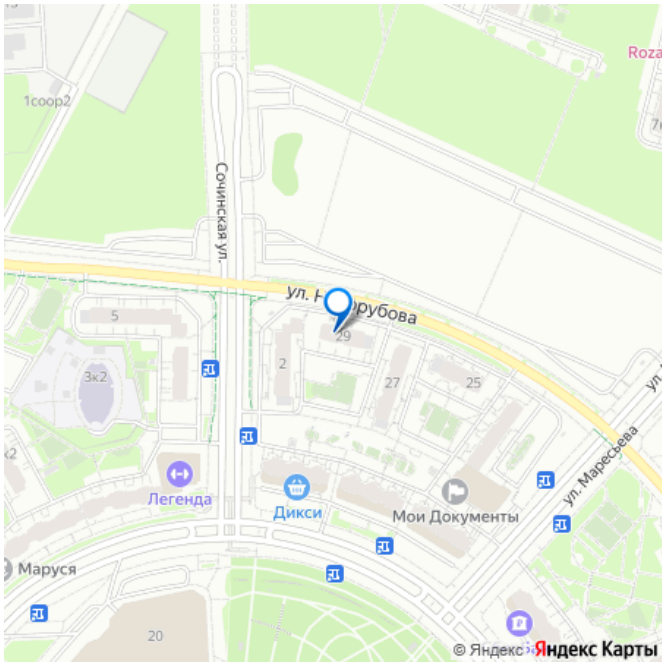 Roza
1соор2
Сочинская ул.
ул. Н
орубова
5
29
2
3к2
27
25
ул. Маресьева
Легенда
Дикси
Мои Документы
Маруся
20
© Яндекс
Яндекс Карты